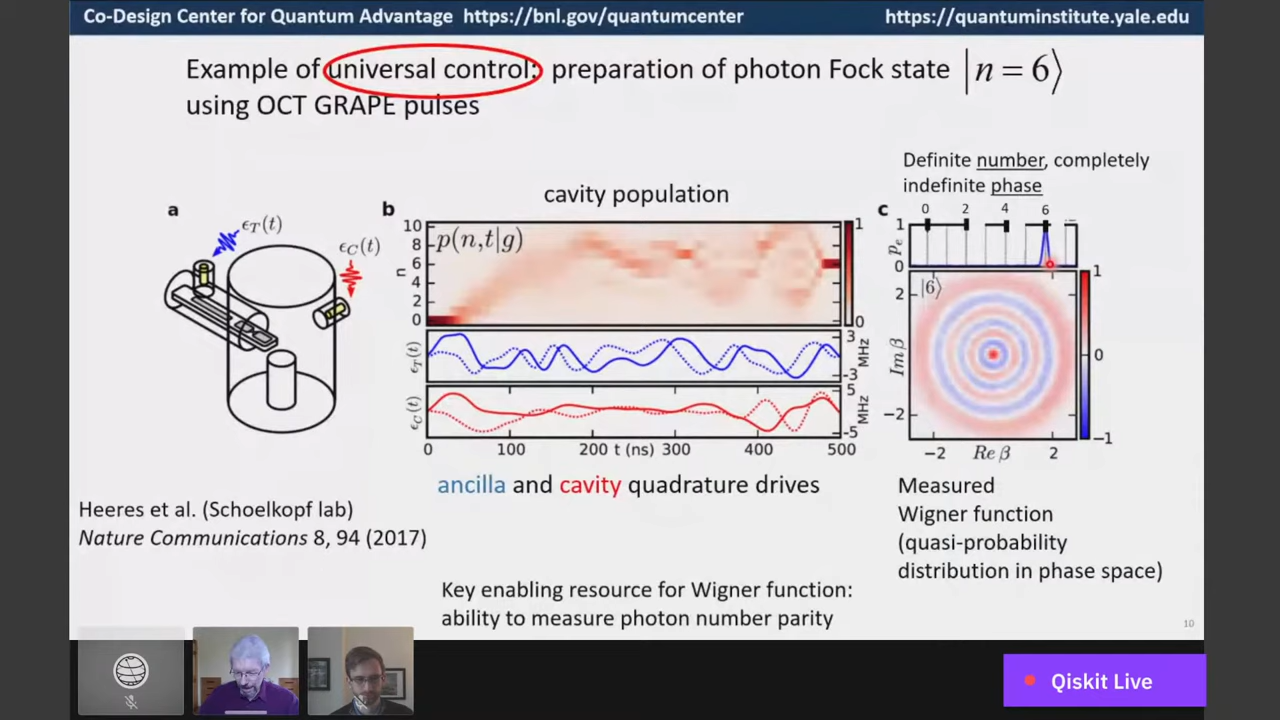 Co-Design Center for Quantum Advantage https://bnl.gov/quantumcenter
https://quantuminstitute.yale.edu
Example of universal control: preparation of photon Fock state |n = 6⟩
using OCT GRAPE pulses
Definite number, completely
indefinite phase
cavity population
a
ϵ_T(t)
ϵ_C(t)
b
p(n,t|g)
n
10
8
6
4
2
0
1
0
ϵ_T(t)
3
−3
MHz
ϵ_C(t)
5
−5
MHz
0 100 200 t (ns) 300 400 500
c
0 2 4 6
p_e
1
0
|6⟩
Im β
2
−2
−2 Re β 2
1
0
−1
ancilla and cavity quadrature drives
Measured
Wigner function
(quasi-probability
distribution in phase space)
Heeres et al. (Schoelkopf lab)
Nature Communications 8, 94 (2017)
Key enabling resource for Wigner function:
ability to measure photon number parity
10
Qiskit Live